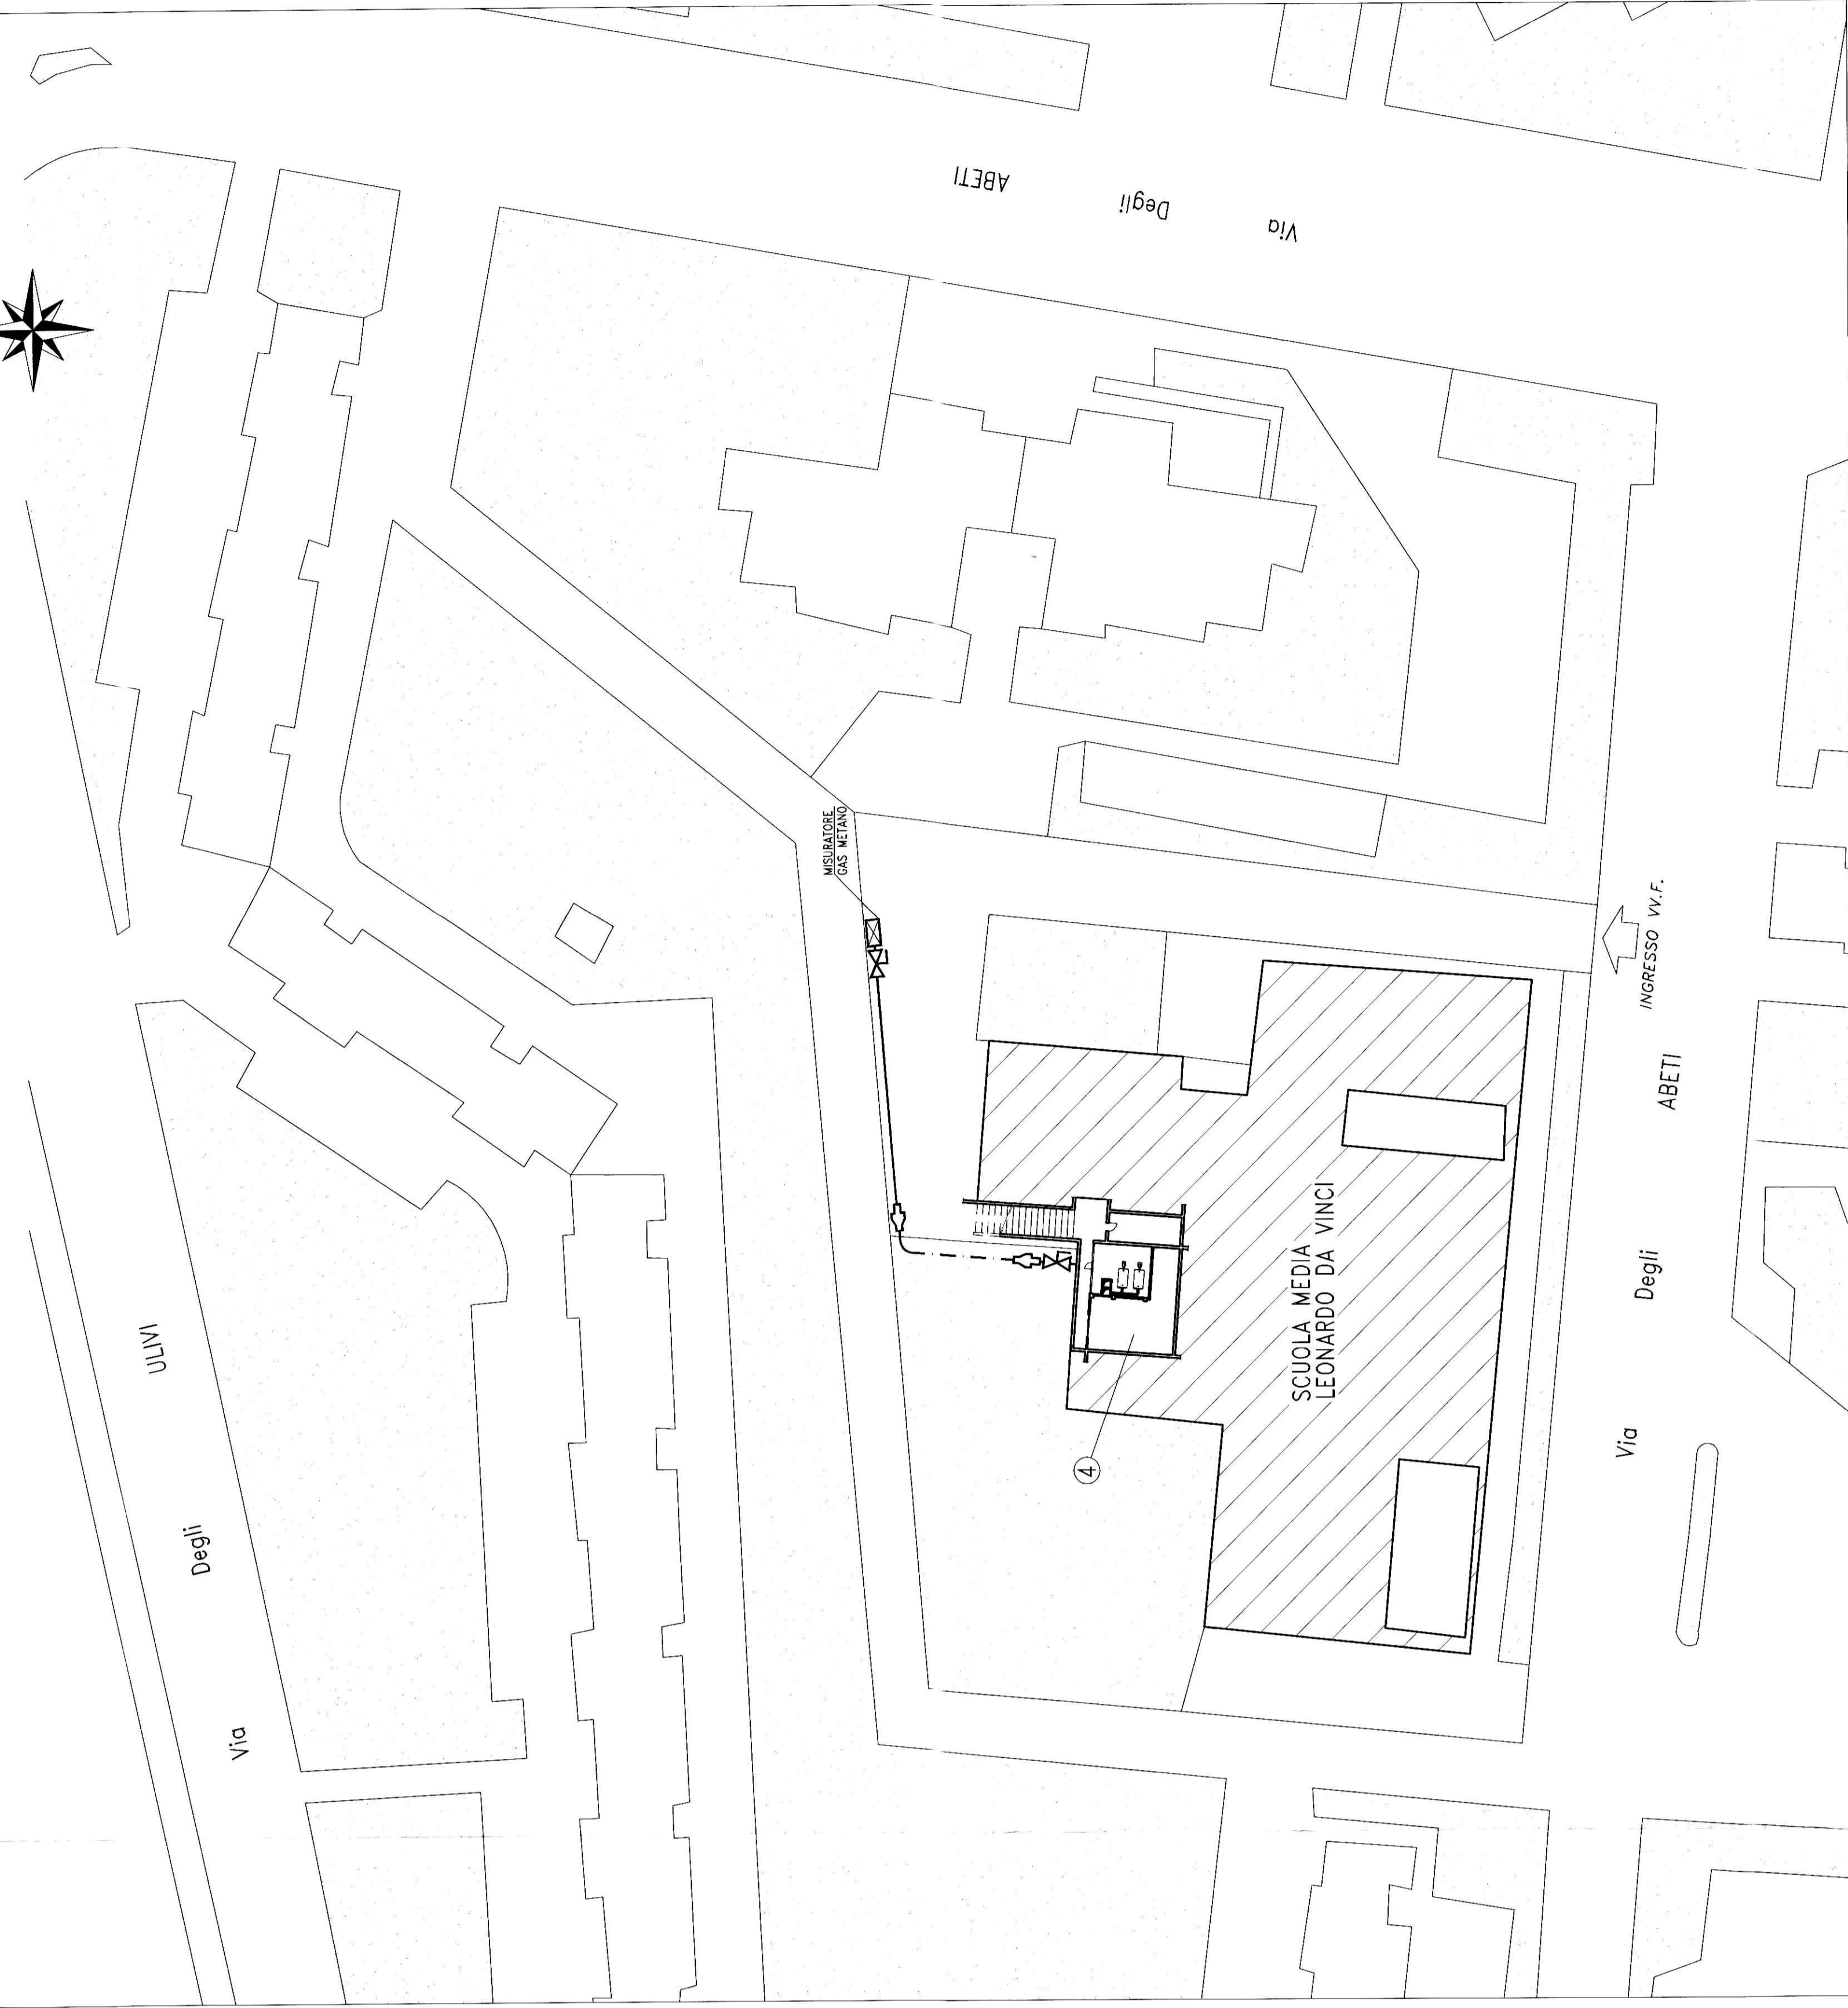 Via Degli ABETI
MISURATORE
GAS METANO
INGRESSO VV.F.
Via Degli ULIVI
SCUOLA MEDIA
LEONARDO DA VINCI
4
Via Degli ABETI